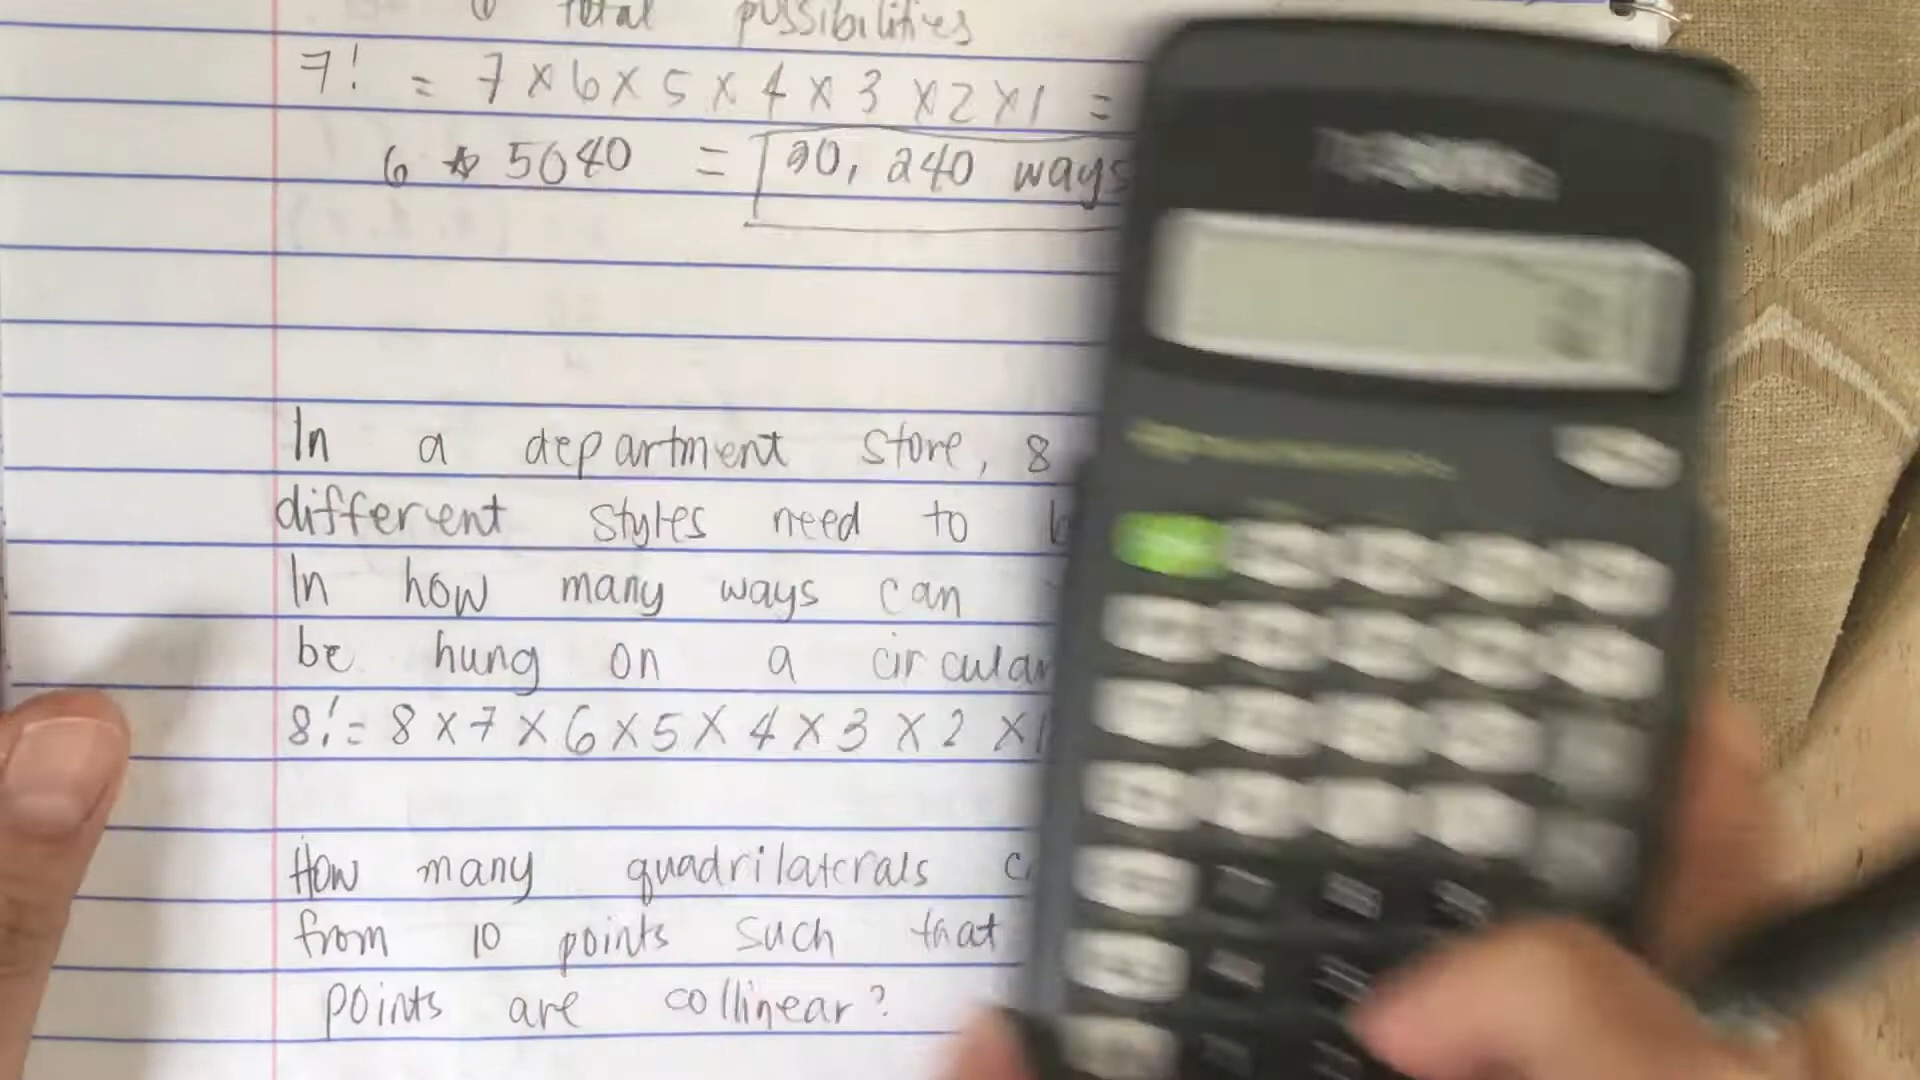 total possibilities
7! = 7 × 6 × 5 × 4 × 3 × 2 × 1 =
6 * 5040 = 30, 240 ways
In a department store, 8
different styles need to
In how many ways can
be hung on a circular
8! = 8 × 7 × 6 × 5 × 4 × 3 × 2 × 1
How many quadrilaterals
from 10 points such that
points are collinear?